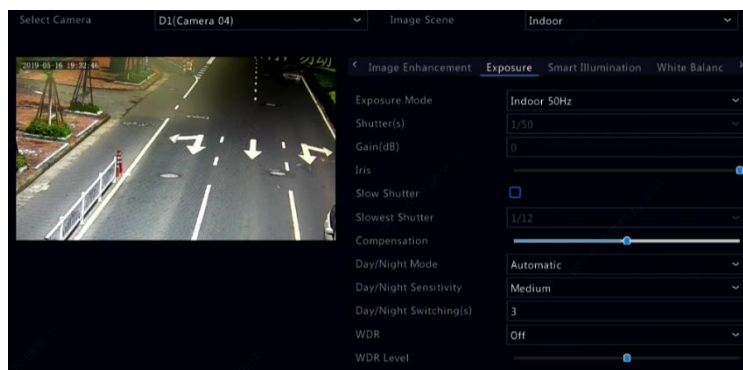 Select Camera D1(Camera 04) Image Scene Indoor
2019-05-16 19:32:46
Image Enhancement Exposure Smart Illumination White Balanc
Exposure Mode Indoor 50Hz
Shutter(s) 1/50
Gain(dB) 0
Iris
Slow Shutter
Slowest Shutter 1/12
Compensation
Day/Night Mode Automatic
Day/Night Sensitivity Medium
Day/Night Switching(s) 3
WDR Off
WDR Level